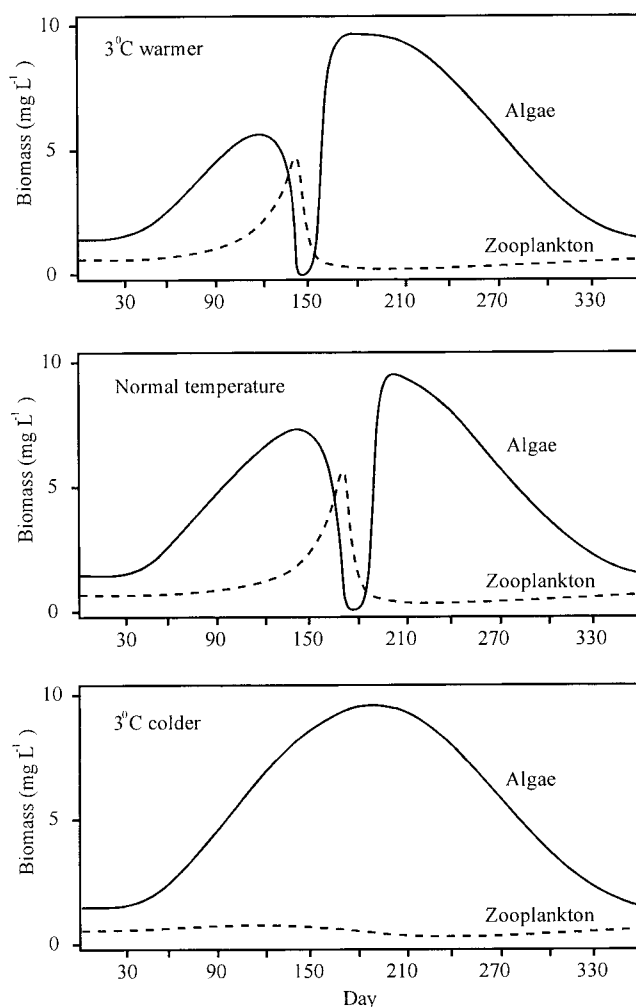 10
3⁰C warmer
Algae
5
Zooplankton
0
Biomass (mg L⁻¹)
30 90 150 210 270 330
10
Normal temperature
Algae
5
Zooplankton
0
Biomass (mg L⁻¹)
30 90 150 210 270 330
10
3⁰C colder
Algae
5
Zooplankton
0
Biomass (mg L⁻¹)
30 90 150 210 270 330
Day